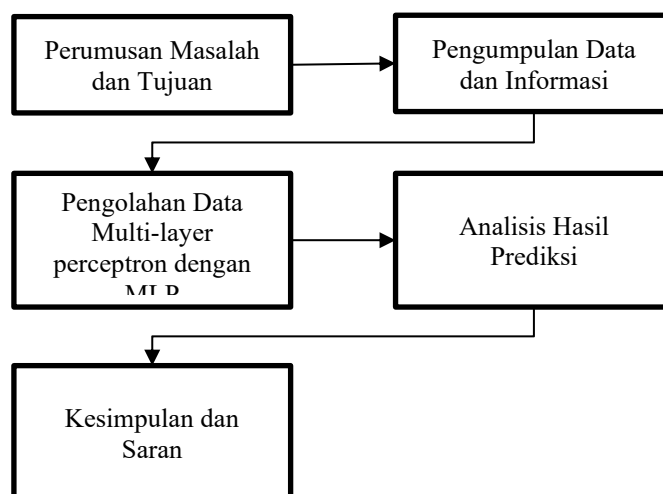 Perumusan Masalah
dan Tujuan
Pengumpulan Data
dan Informasi
Pengolahan Data
Multi-layer
perceptron dengan
MLP
Analisis Hasil
Prediksi
Kesimpulan dan
Saran